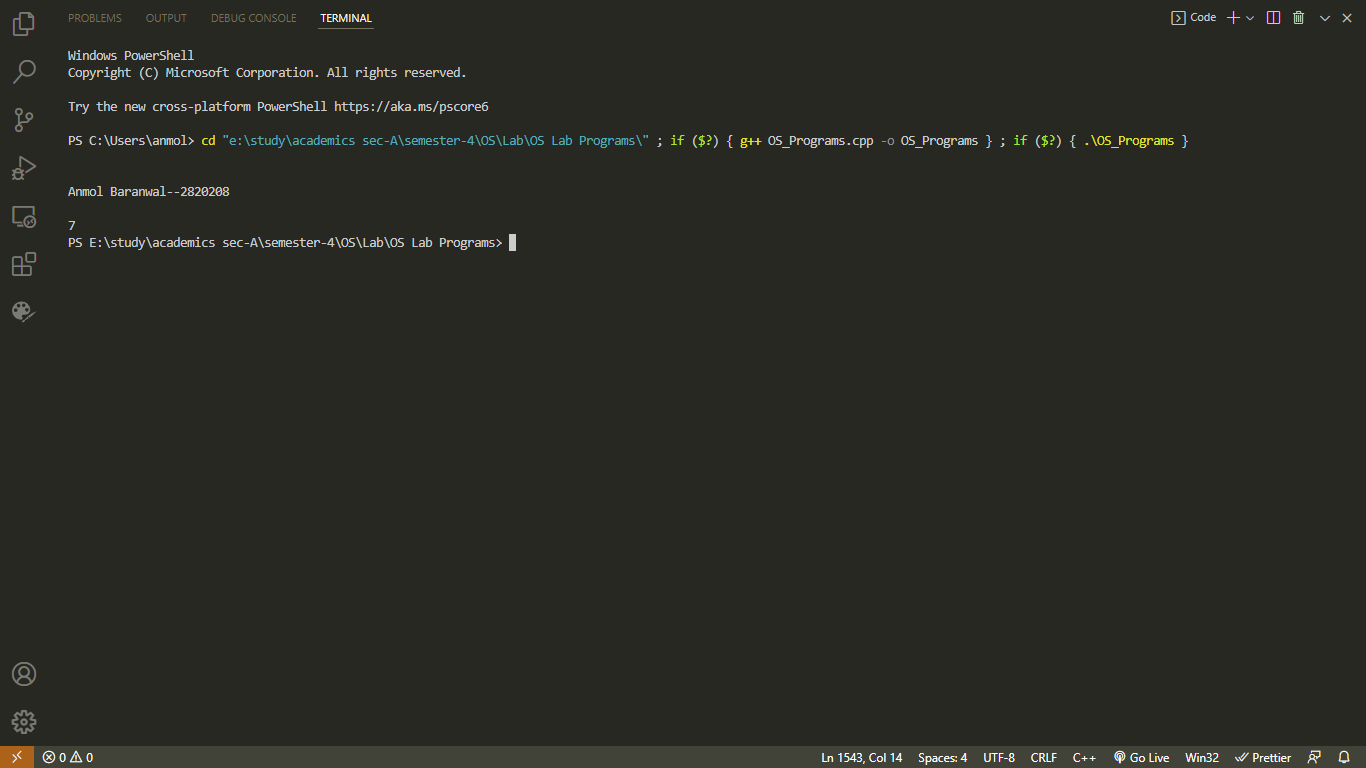 PROBLEMS OUTPUT DEBUG CONSOLE TERMINAL Code
Windows PowerShell
Copyright (C) Microsoft Corporation. All rights reserved.
Try the new cross-platform PowerShell https://aka.ms/pscore6
PS C:\Users\anmol> cd "e:\study\academics sec-A\semester-4\OS\Lab\OS Lab Programs\" ; if ($?) { g++ OS_Programs.cpp -o OS_Programs } ; if ($?) { .\OS_Programs }
Anmol Baranwal--2820208
7
PS E:\study\academics sec-A\semester-4\OS\Lab\OS Lab Programs>
0 0 Ln 1543, Col 14 Spaces: 4 UTF-8 CRLF C++ Go Live Win32 Prettier